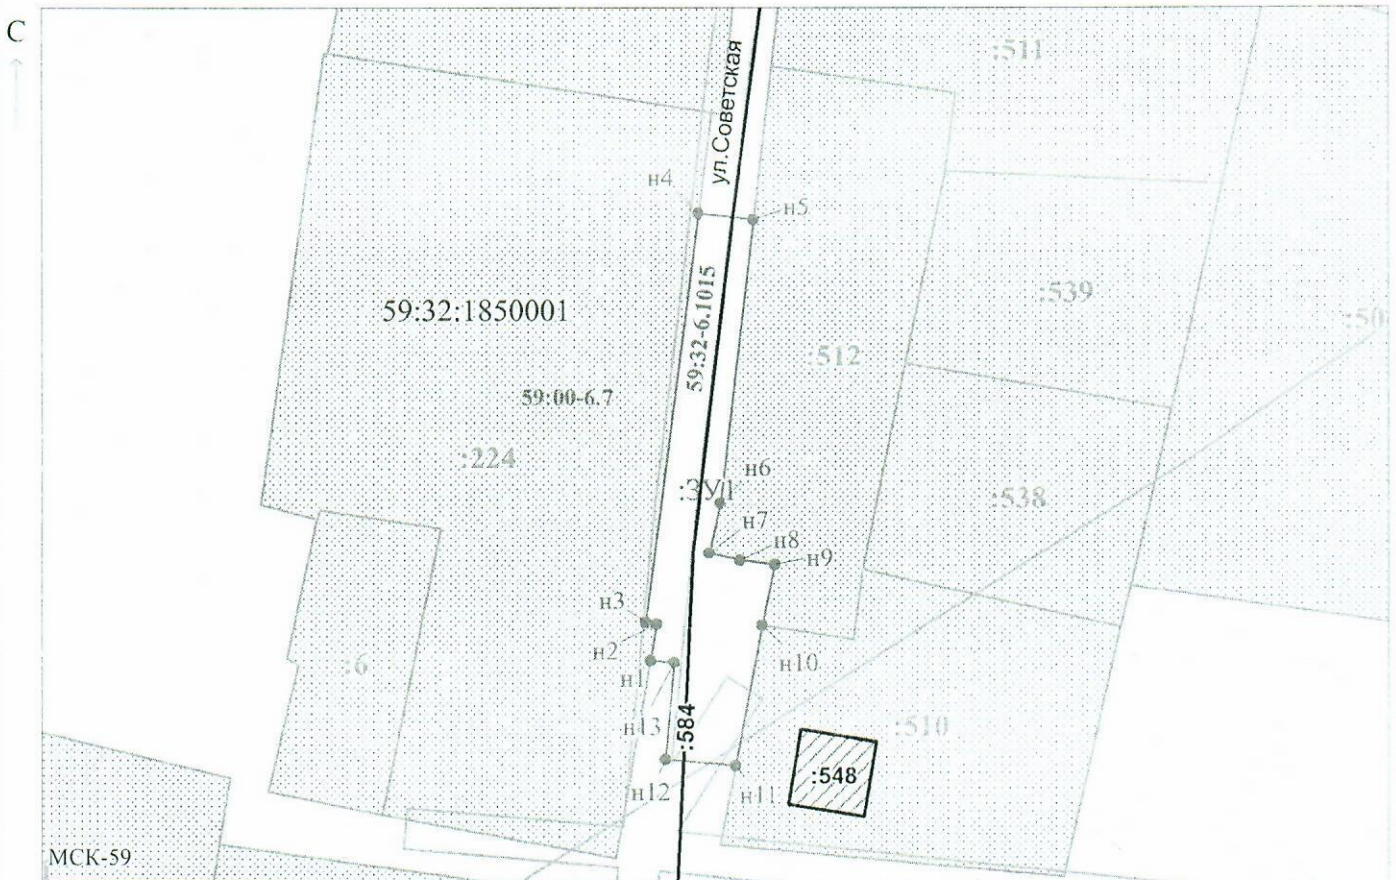 С
:511
ул.Советская
н4
н5
:539
59:32:1850001
59:32-6.1015
:512
59:00-6.7
:224
:ЗУ1
н6
:538
н7
н8
н9
н3
н2
н10
:6
н1
н13
:584
:510
:548
н12
н11
МСК-59